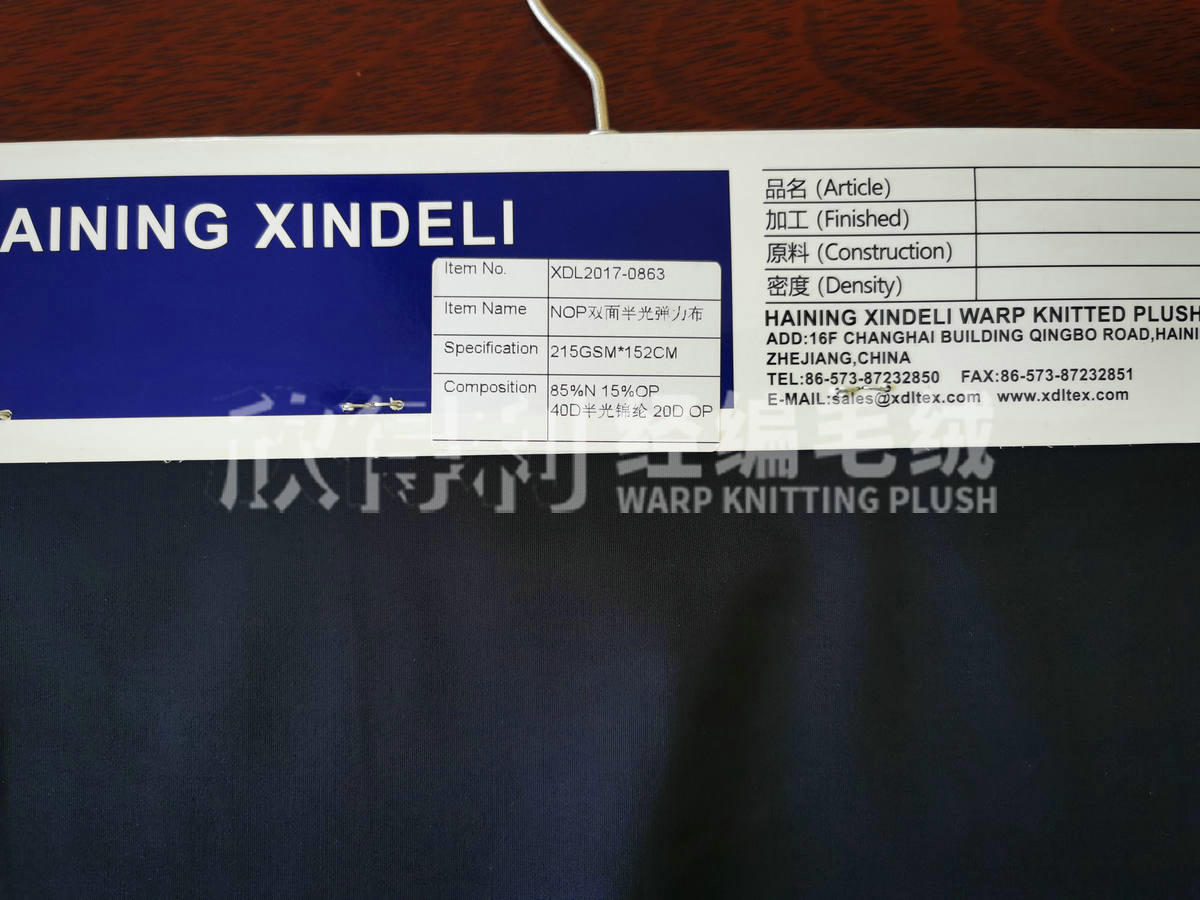 AINING XINDELI
Item No. XDL2017-0863
Item Name NOP双面半光弹力布
Specification 215GSM*152CM
Composition 85%N 15%OP
40D半光锦纶 20D OP
品名 (Article)
加工 (Finished)
原料 (Construction)
密度 (Density)
HAINING XINDELI WARP KNITTED PLUSH
ADD:16F CHANGHAI BUILDING QINGBO ROAD,HAINI
ZHEJIANG,CHINA
TEL:86-573-87232850 FAX:86-573-87232851
E-MAIL:sales@xdltex.com www.xdltex.com
欣得利 经编毛绒
WARP KNITTING PLUSH